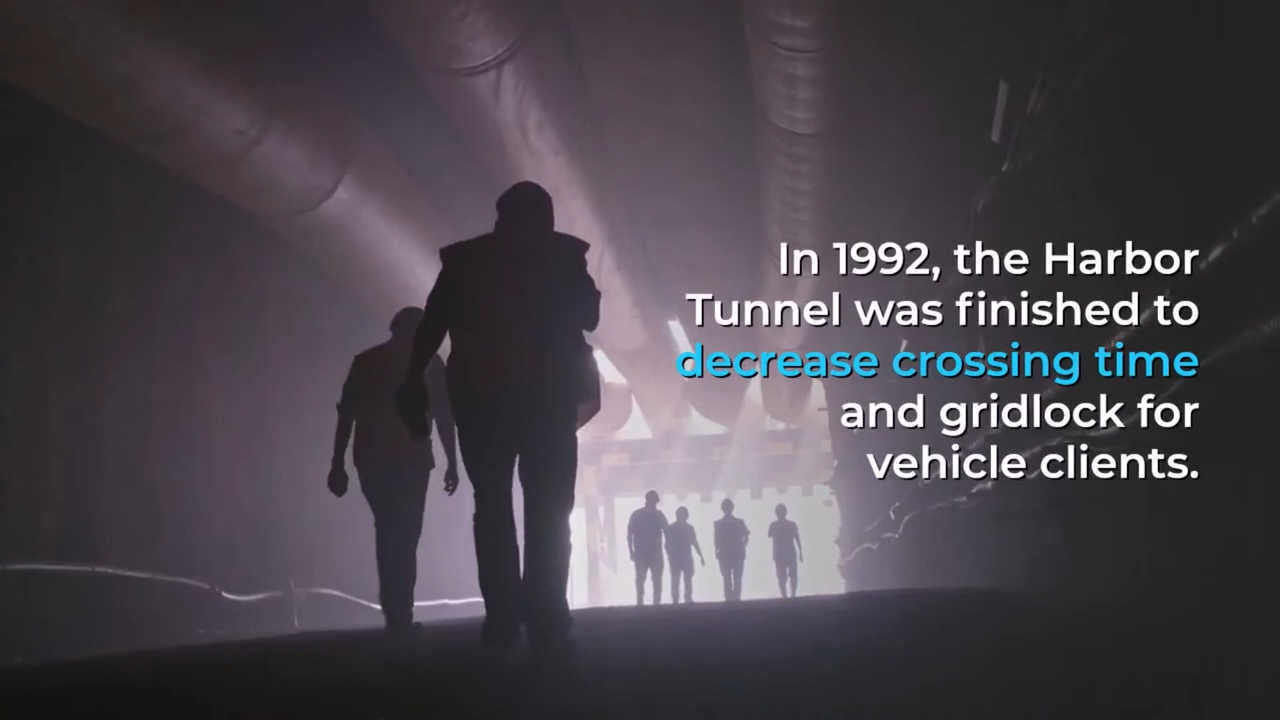 In 1992, the Harbor
Tunnel was finished to
decrease crossing time
and gridlock for
vehicle clients.